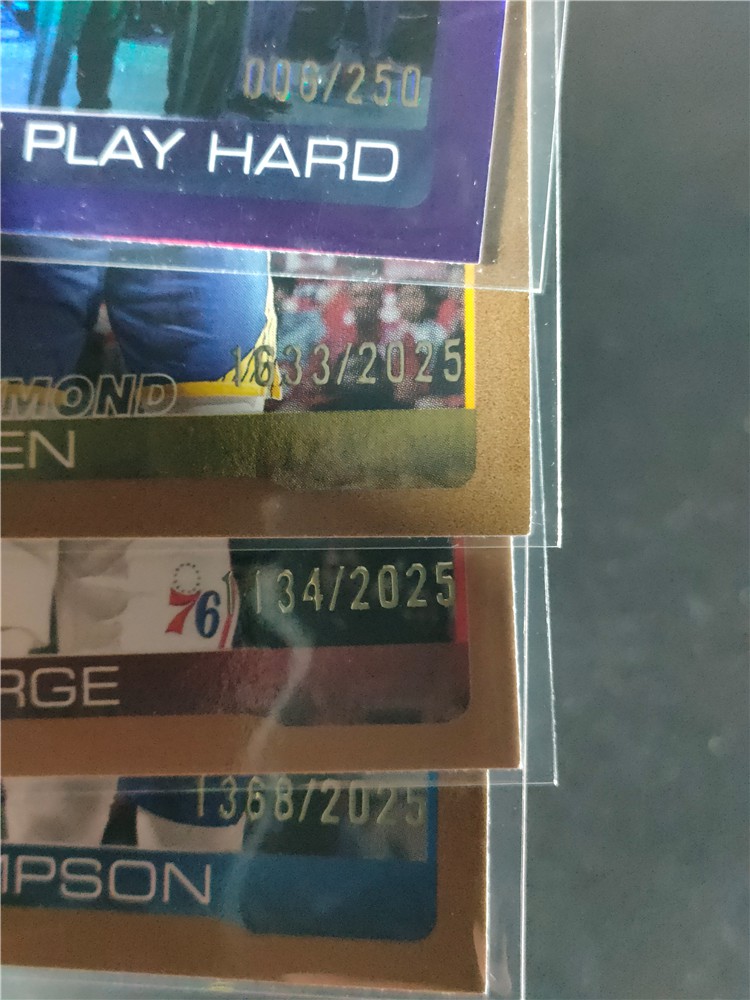 008/250
PLAY HARD
1633/2025
MOND
EN
76
1134/2025
RGE
1368/2025
MPSON